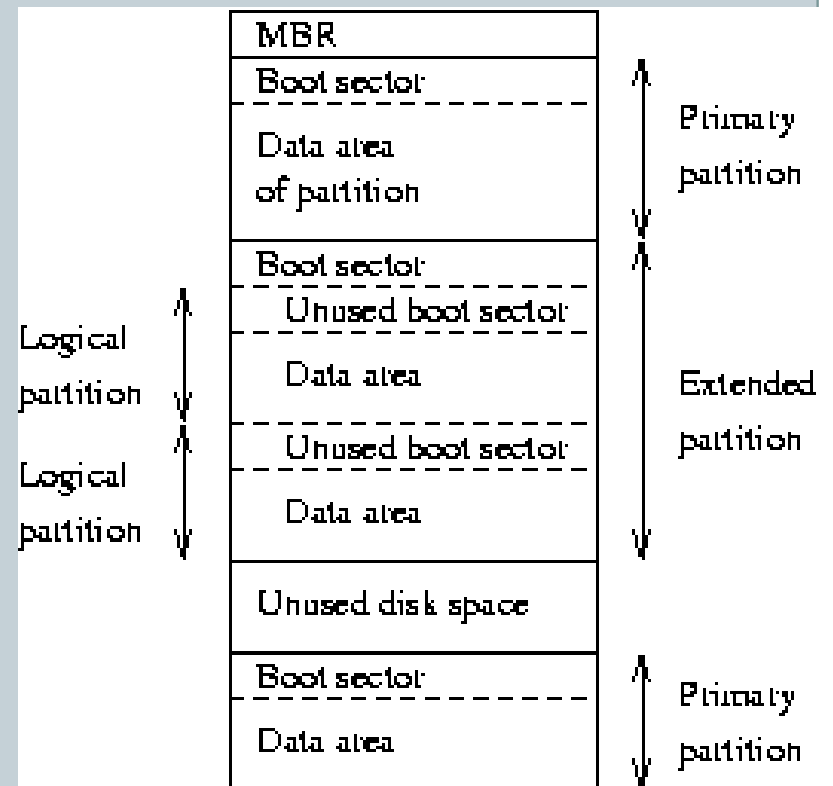 MBR
Boot sector
Data area
of partition
Primary
partition
Boot sector
Unused boot sector
Data area
Logical
partition
Unused boot sector
Data area
Logical
partition
Extended
partition
Unused disk space
Boot sector
Data area
Primary
partition